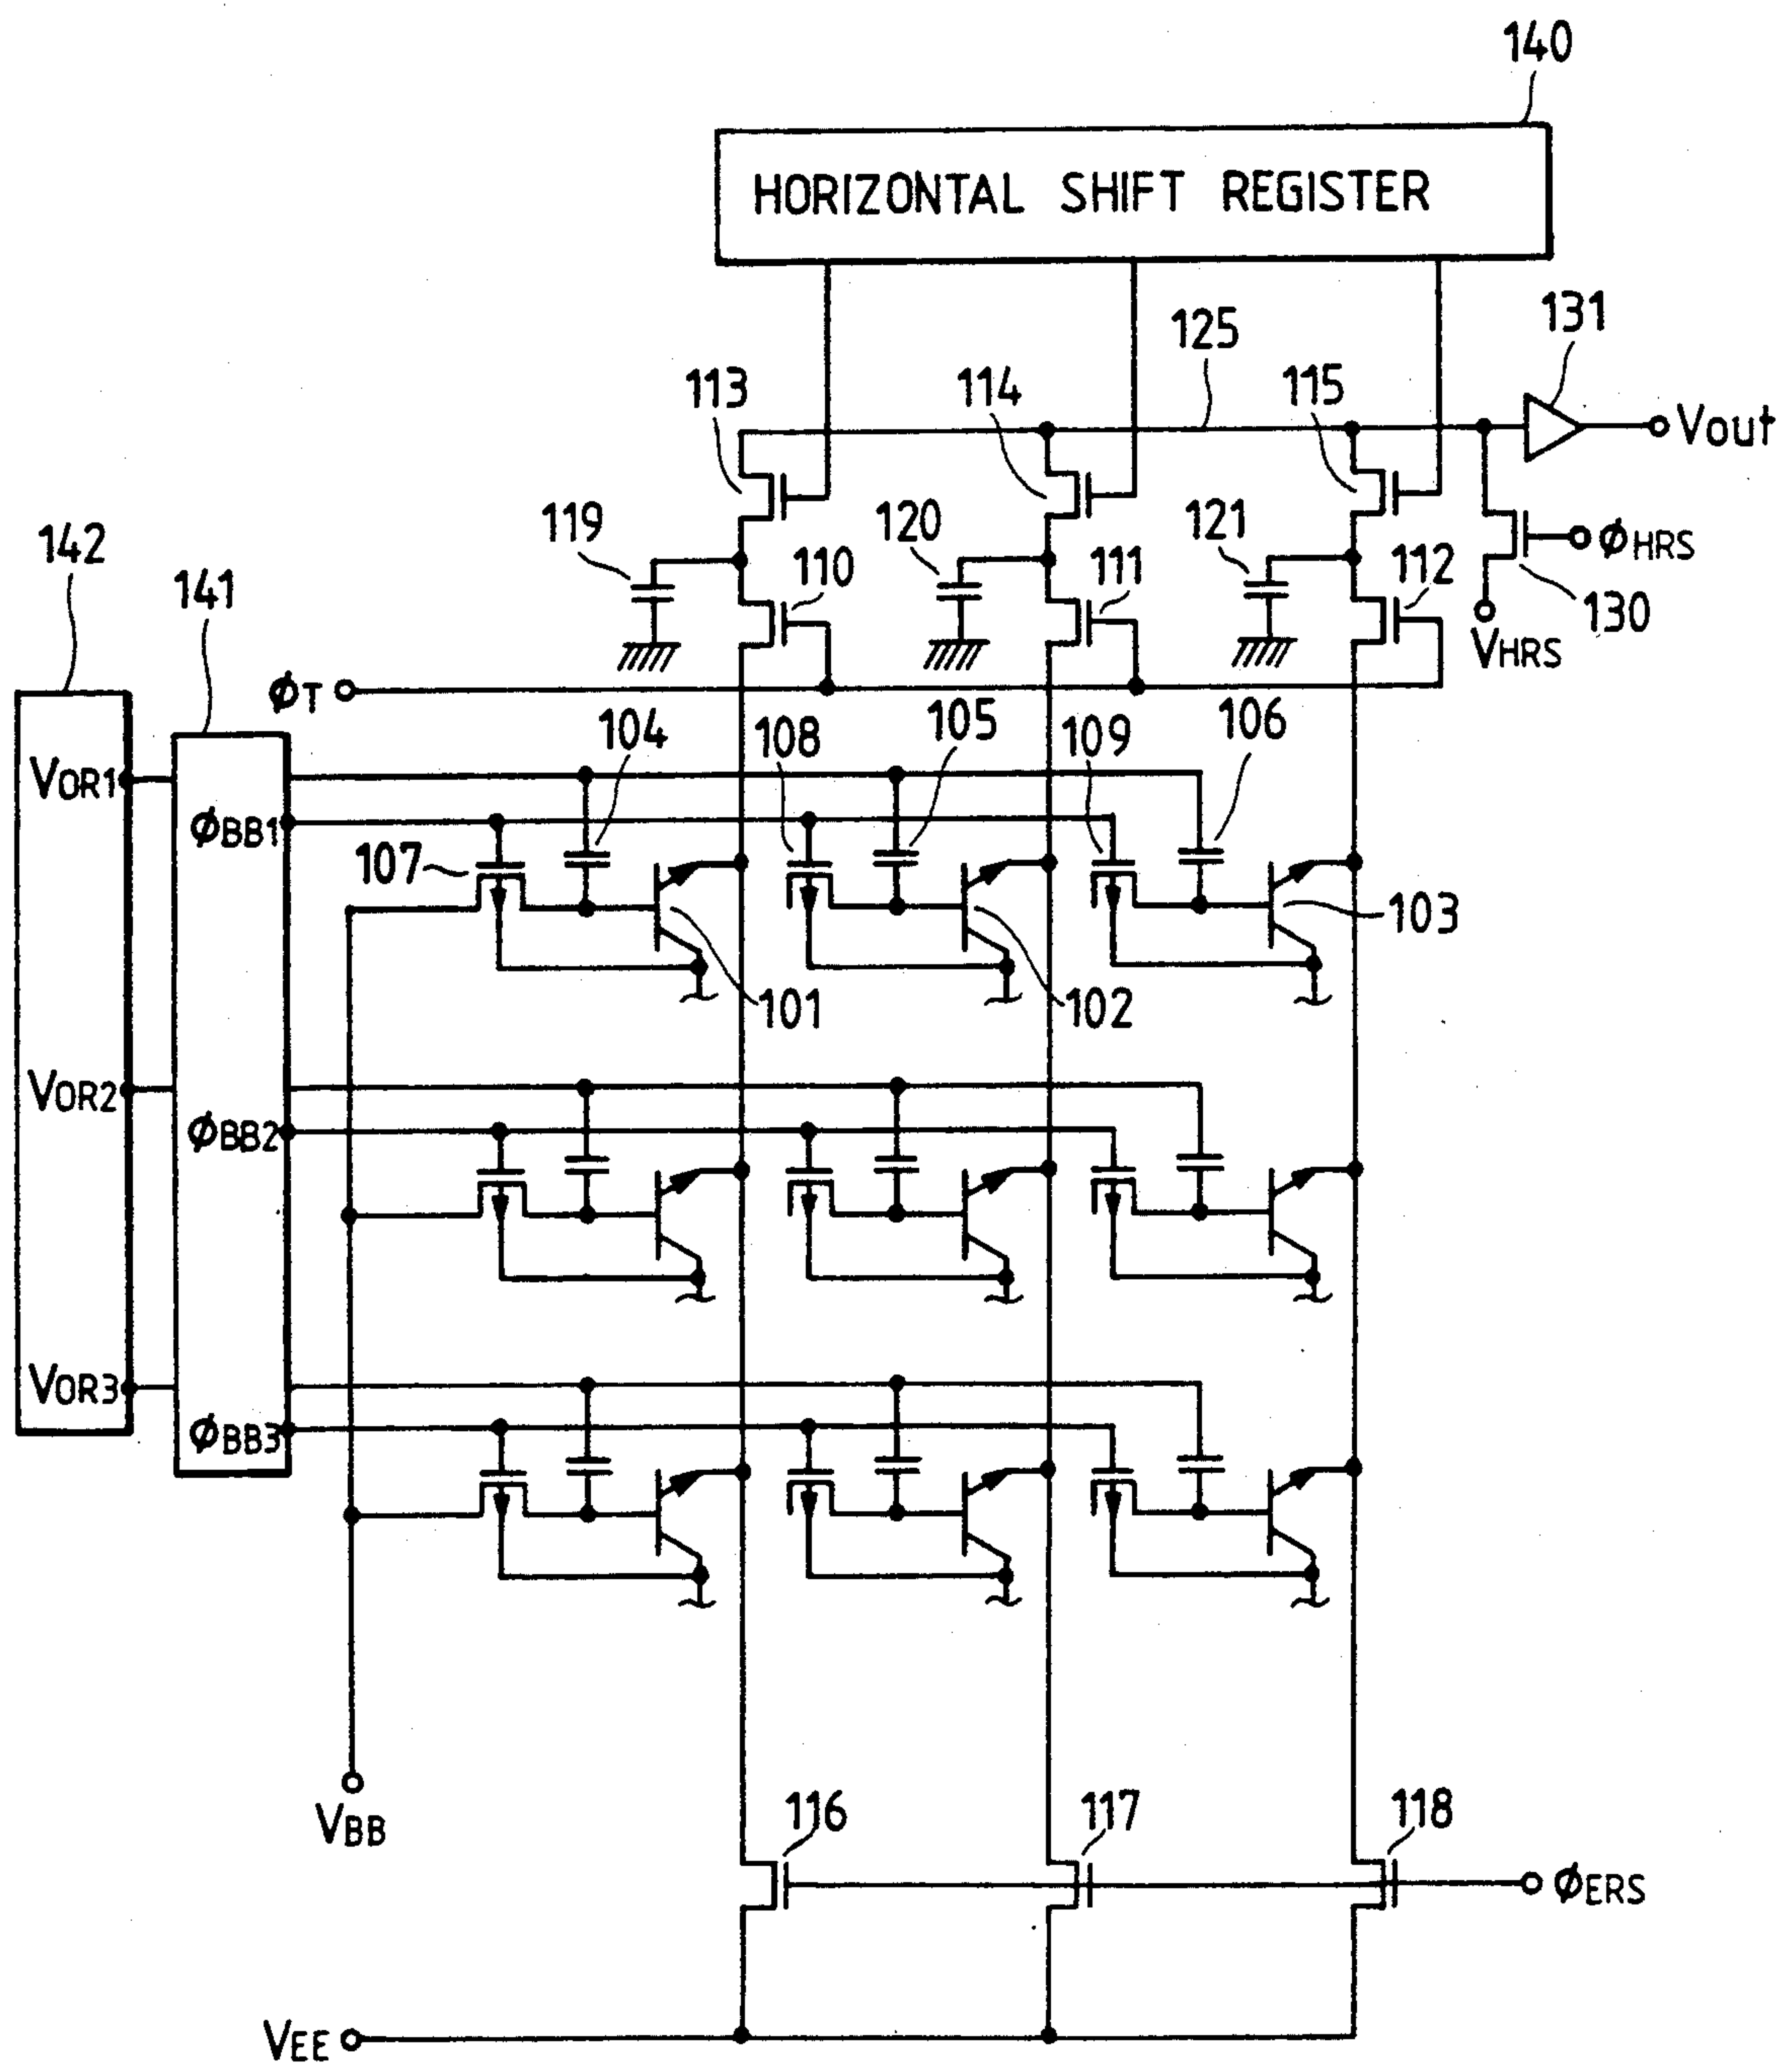 140
HORIZONTAL SHIFT REGISTER
131
125
113
114
115
Vout
119
120
121
ϕHRS
142
141
110
111
112
130
VHRS
ϕT
104
108
105
109
106
VOR1
ϕBB1
107
103
101
102
VOR2
ϕBB2
VOR3
ϕBB3
VBB
116
117
118
ϕERS
VEE